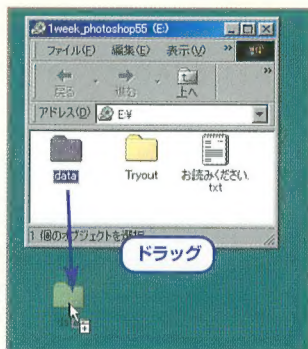 1week_photoshop55 (E:)
ファイル(F) 編集(E) 表示(V) »
戻る 進む 上へ »
アドレス(D) E:¥
data Tryout お読みください.txt
1 個のオブジェクトを選択
ドラッグ